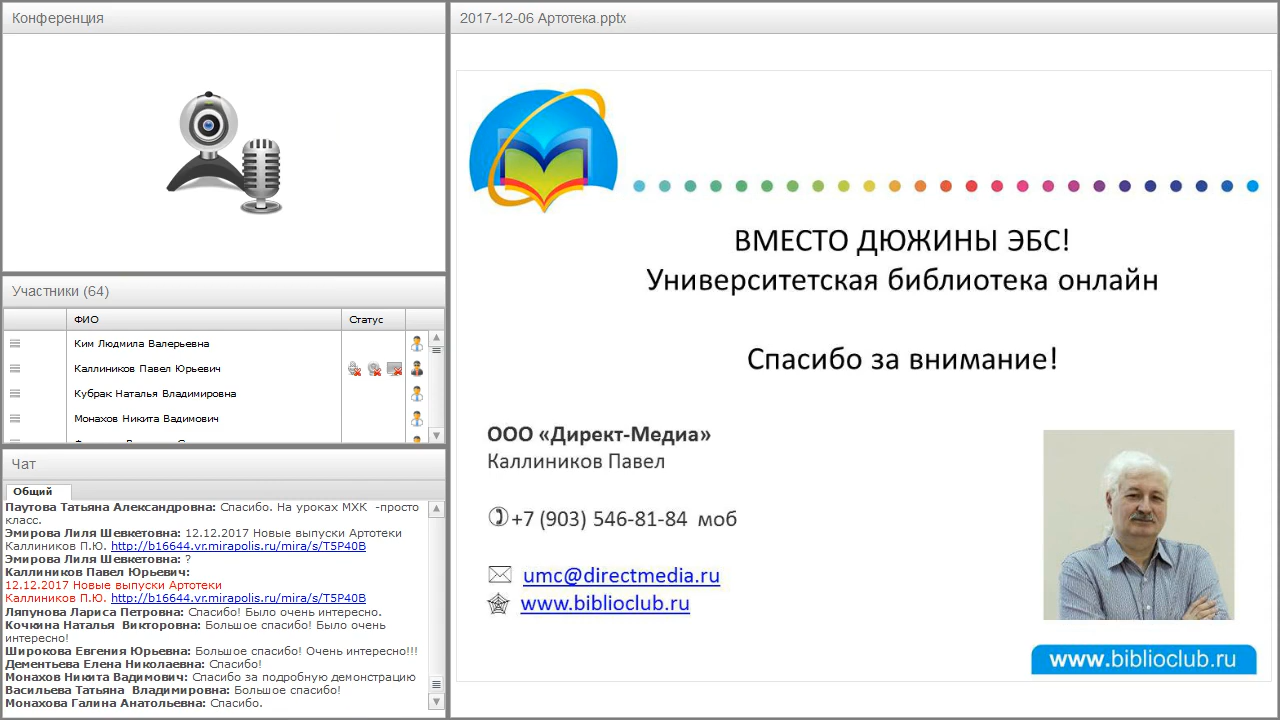 Конференция
2017-12-06 Артотека.pptx
Участники (64)
ФИО
Статус
Ким Людмила Валерьевна
Каллиников Павел Юрьевич
Кубрак Наталья Владимировна
Монахов Никита Вадимович
Чат
Общий
Паутова Татьяна Александровна: Спасибо. На уроках МХК -просто
класс.
Эмирова Лиля Шевкетовна: 12.12.2017 Новые выпуски Артотеки
Каллиников П.Ю. http://b16644.vr.mirapolis.ru/mira/s/T5P40B
Эмирова Лиля Шевкетовна: ?
Каллиников Павел Юрьевич:
12.12.2017 Новые выпуски Артотеки
Каллиников П.Ю. http://b16644.vr.mirapolis.ru/mira/s/T5P40B
Ляпунова Лариса Петровна: Спасибо! Было очень интересно.
Кочкина Наталья Викторовна: Большое спасибо! Было очень
интересно!
Широкова Евгения Юрьевна: Большое спасибо! Очень интересно!!!
Дементьева Елена Николаевна: Спасибо!
Монахов Никита Вадимович: Спасибо за подробную демонстрацию
Васильева Татьяна Владимировна: Большое спасибо!
Монахова Галина Анатольевна: Спасибо.
ВМЕСТО ДЮЖИНЫ ЭБС!
Университетская библиотека онлайн
Спасибо за внимание!
ООО «Директ-Медиа»
Каллиников Павел
+7 (903) 546-81-84 моб
umc@directmedia.ru
www.biblioclub.ru
www.biblioclub.ru